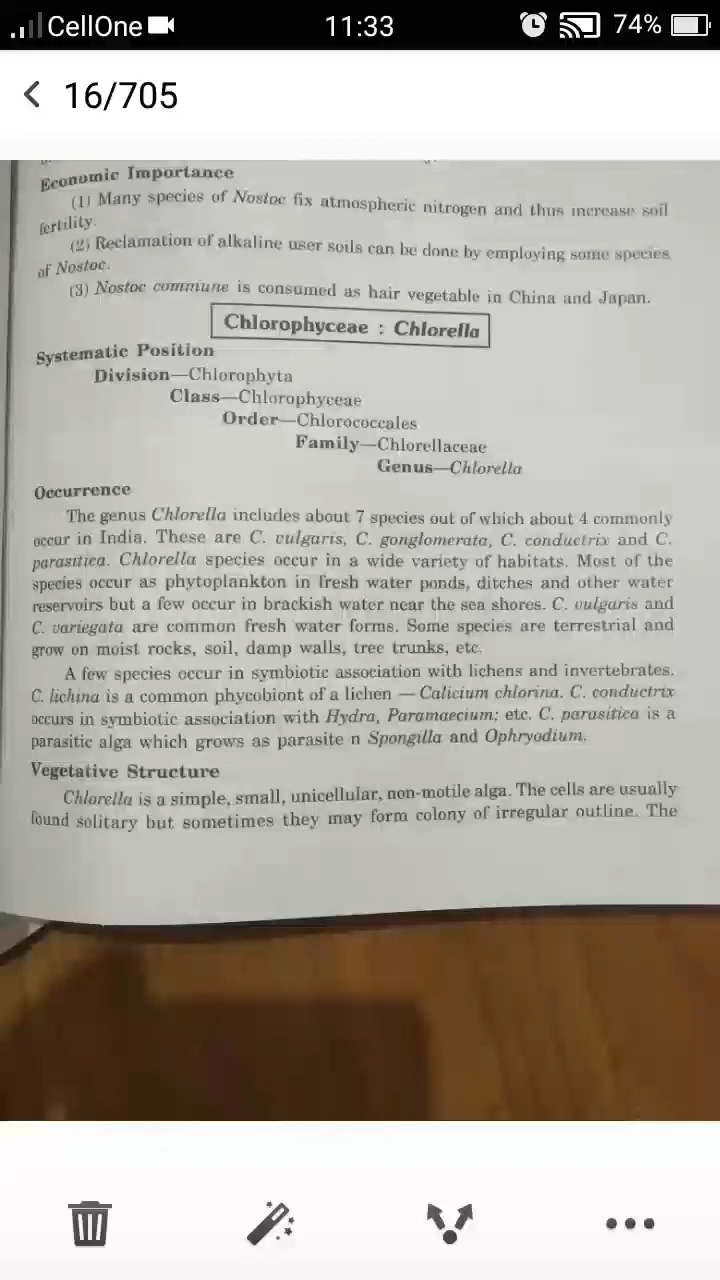 CellOne
11:33
74%
16/705
Economic Importance
(1) Many species of Nostoc fix atmospheric nitrogen and thus increase soil
fertility.
(2) Reclamation of alkaline user soils can be done by employing some species
of Nostoc.
(3) Nostoc commune is consumed as hair vegetable in China and Japan.
Chlorophyceae : Chlorella
Systematic Position
Division—Chlorophyta
Class—Chlorophyceae
Order—Chlorococcales
Family—Chlorellaceae
Genus—Chlorella
Occurrence
The genus Chlorella includes about 7 species out of which about 4 commonly
occur in India. These are C. vulgaris, C. gonglomerata, C. conductrix and C.
parasitica. Chlorella species occur in a wide variety of habitats. Most of the
species occur as phytoplankton in fresh water ponds, ditches and other water
reservoirs but a few occur in brackish water near the sea shores. C. vulgaris and
C. variegata are common fresh water forms. Some species are terrestrial and
grow on moist rocks, soil, damp walls, tree trunks, etc.
A few species occur in symbiotic association with lichens and invertebrates.
C. lichina is a common phycobiont of a lichen — Calicium chlorina. C. conductrix
occurs in symbiotic association with Hydra, Paramaecium; etc. C. parasitica is a
parasitic alga which grows as parasite n Spongilla and Ophryodium.
Vegetative Structure
Chlorella is a simple, small, unicellular, non-motile alga. The cells are usually
found solitary but sometimes they may form colony of irregular outline. The